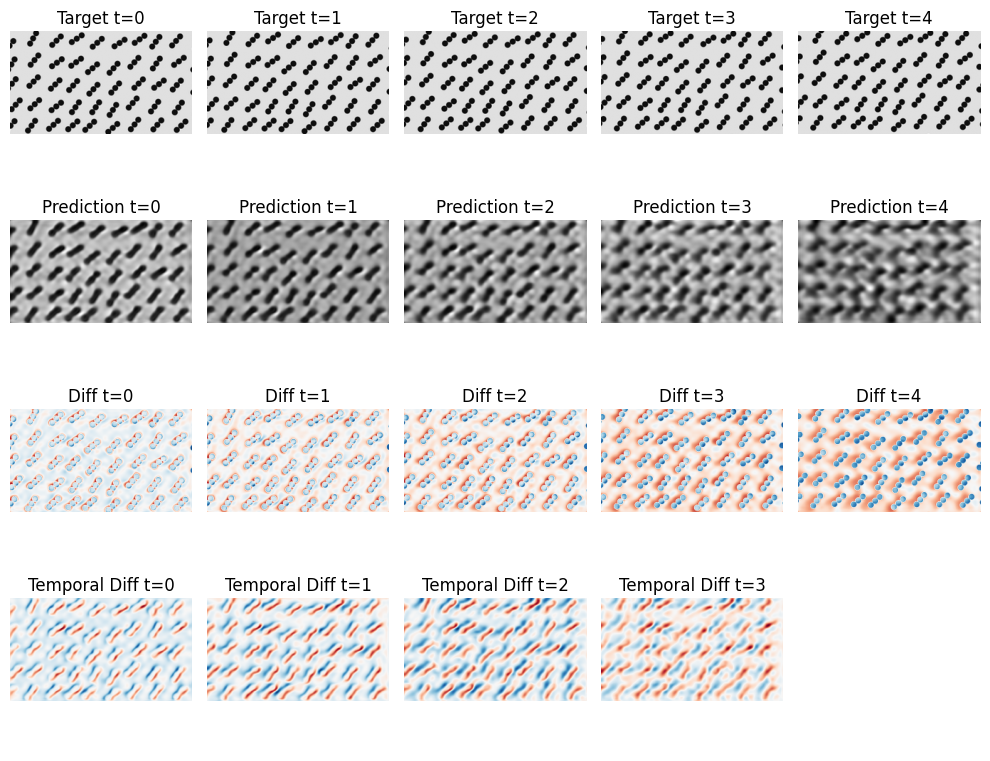 Target t=0 Target t=1 Target t=2 Target t=3 Target t=4
Prediction t=0 Prediction t=1 Prediction t=2 Prediction t=3 Prediction t=4
Diff t=0 Diff t=1 Diff t=2 Diff t=3 Diff t=4
Temporal Diff t=0 Temporal Diff t=1 Temporal Diff t=2 Temporal Diff t=3